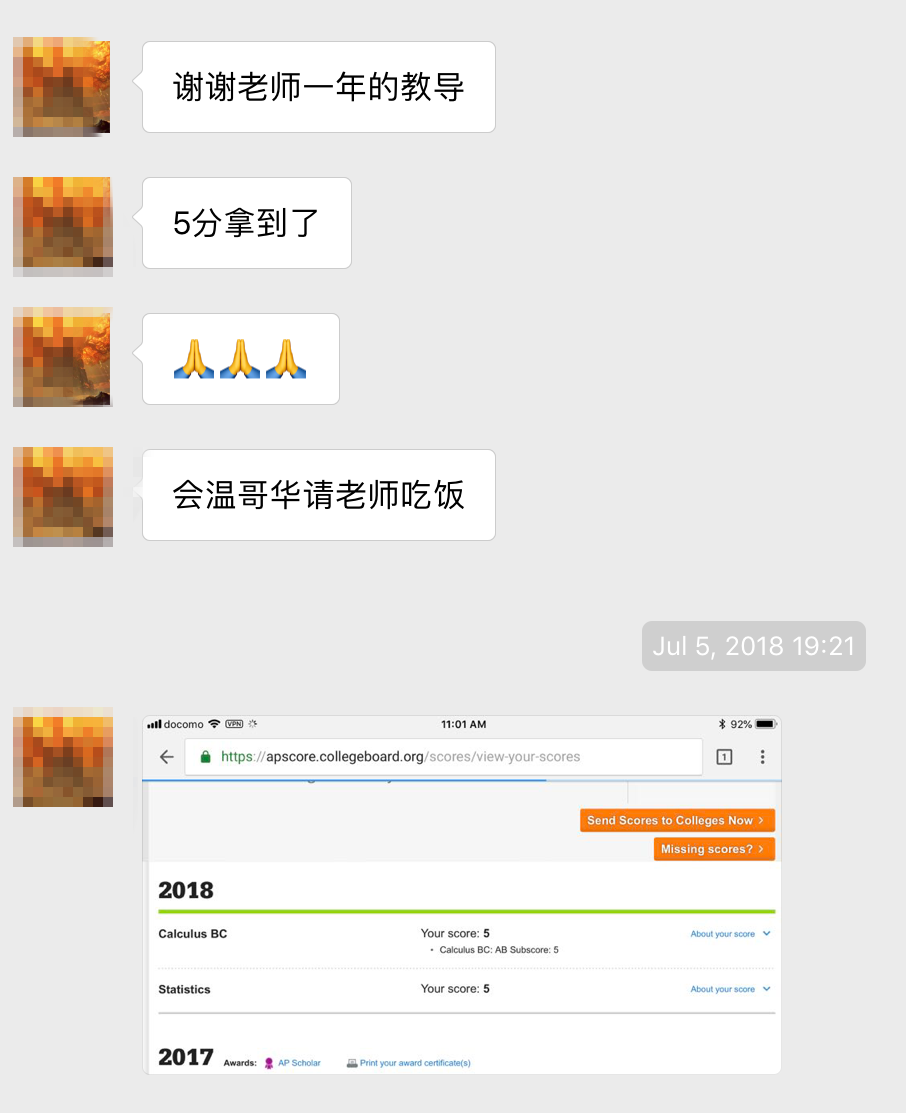 谢谢老师一年的教导
5分拿到了
🙏🙏🙏
会温哥华请老师吃饭
Jul 5, 2018 19:21
docomo VPN 11:01 AM 92%
https://apscore.collegeboard.org/scores/view-your-scores 1
Send Scores to Colleges Now >
Missing scores? >
2018
Calculus BC Your score: 5 About your score
• Calculus BC: AB Subscore: 5
Statistics Your score: 5 About your score
2017 Awards: AP Scholar Print your award certificate(s)